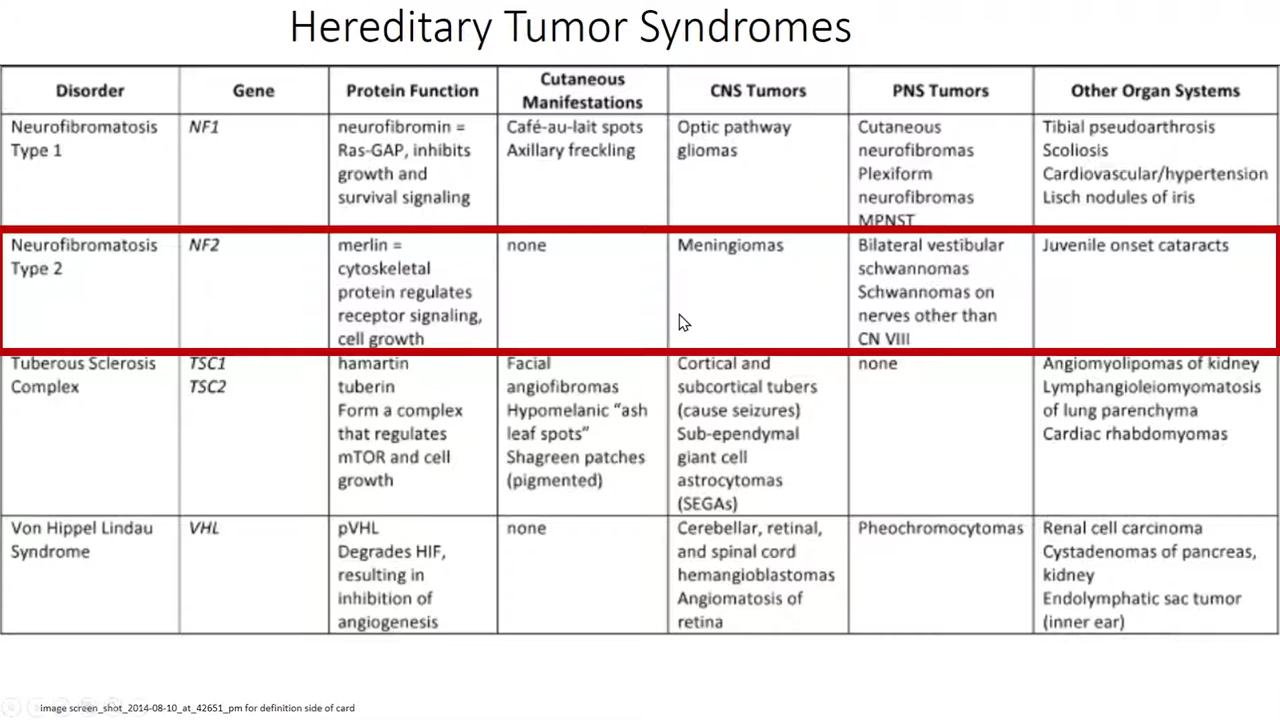 Hereditary Tumor Syndromes
Disorder
Gene
Protein Function
Cutaneous
Manifestations
CNS Tumors
PNS Tumors
Other Organ Systems
Neurofibromatosis
Type 1
NF1
neurofibromin =
Ras-GAP, inhibits
growth and
survival signaling
Café-au-lait spots
Axillary freckling
Optic pathway
gliomas
Cutaneous
neurofibromas
Plexiform
neurofibromas
MPNST
Tibial pseudoarthrosis
Scoliosis
Cardiovascular/hypertension
Lisch nodules of iris
Neurofibromatosis
Type 2
NF2
merlin =
cytoskeletal
protein regulates
receptor signaling,
cell growth
none
Meningiomas
Bilateral vestibular
schwannomas
Schwannomas on
nerves other than
CN VIII
Juvenile onset cataracts
Tuberous Sclerosis
Complex
TSC1
TSC2
hamartin
tuberin
Form a complex
that regulates
mTOR and cell
growth
Facial
angiofibromas
Hypomelanic “ash
leaf spots”
Shagreen patches
(pigmented)
Cortical and
subcortical tubers
(cause seizures)
Sub-ependymal
giant cell
astrocytomas
(SEGAs)
none
Angiomyolipomas of kidney
Lymphangioleiomyomatosis
of lung parenchyma
Cardiac rhabdomyomas
Von Hippel Lindau
Syndrome
VHL
pVHL
Degrades HIF,
resulting in
inhibition of
angiogenesis
none
Cerebellar, retinal,
and spinal cord
hemangioblastomas
Angiomatosis of
retina
Pheochromocytomas
Renal cell carcinoma
Cystadenomas of pancreas,
kidney
Endolymphatic sac tumor
(inner ear)
image screen_shot_2014-08-10_at_42651_pm for definition side of card